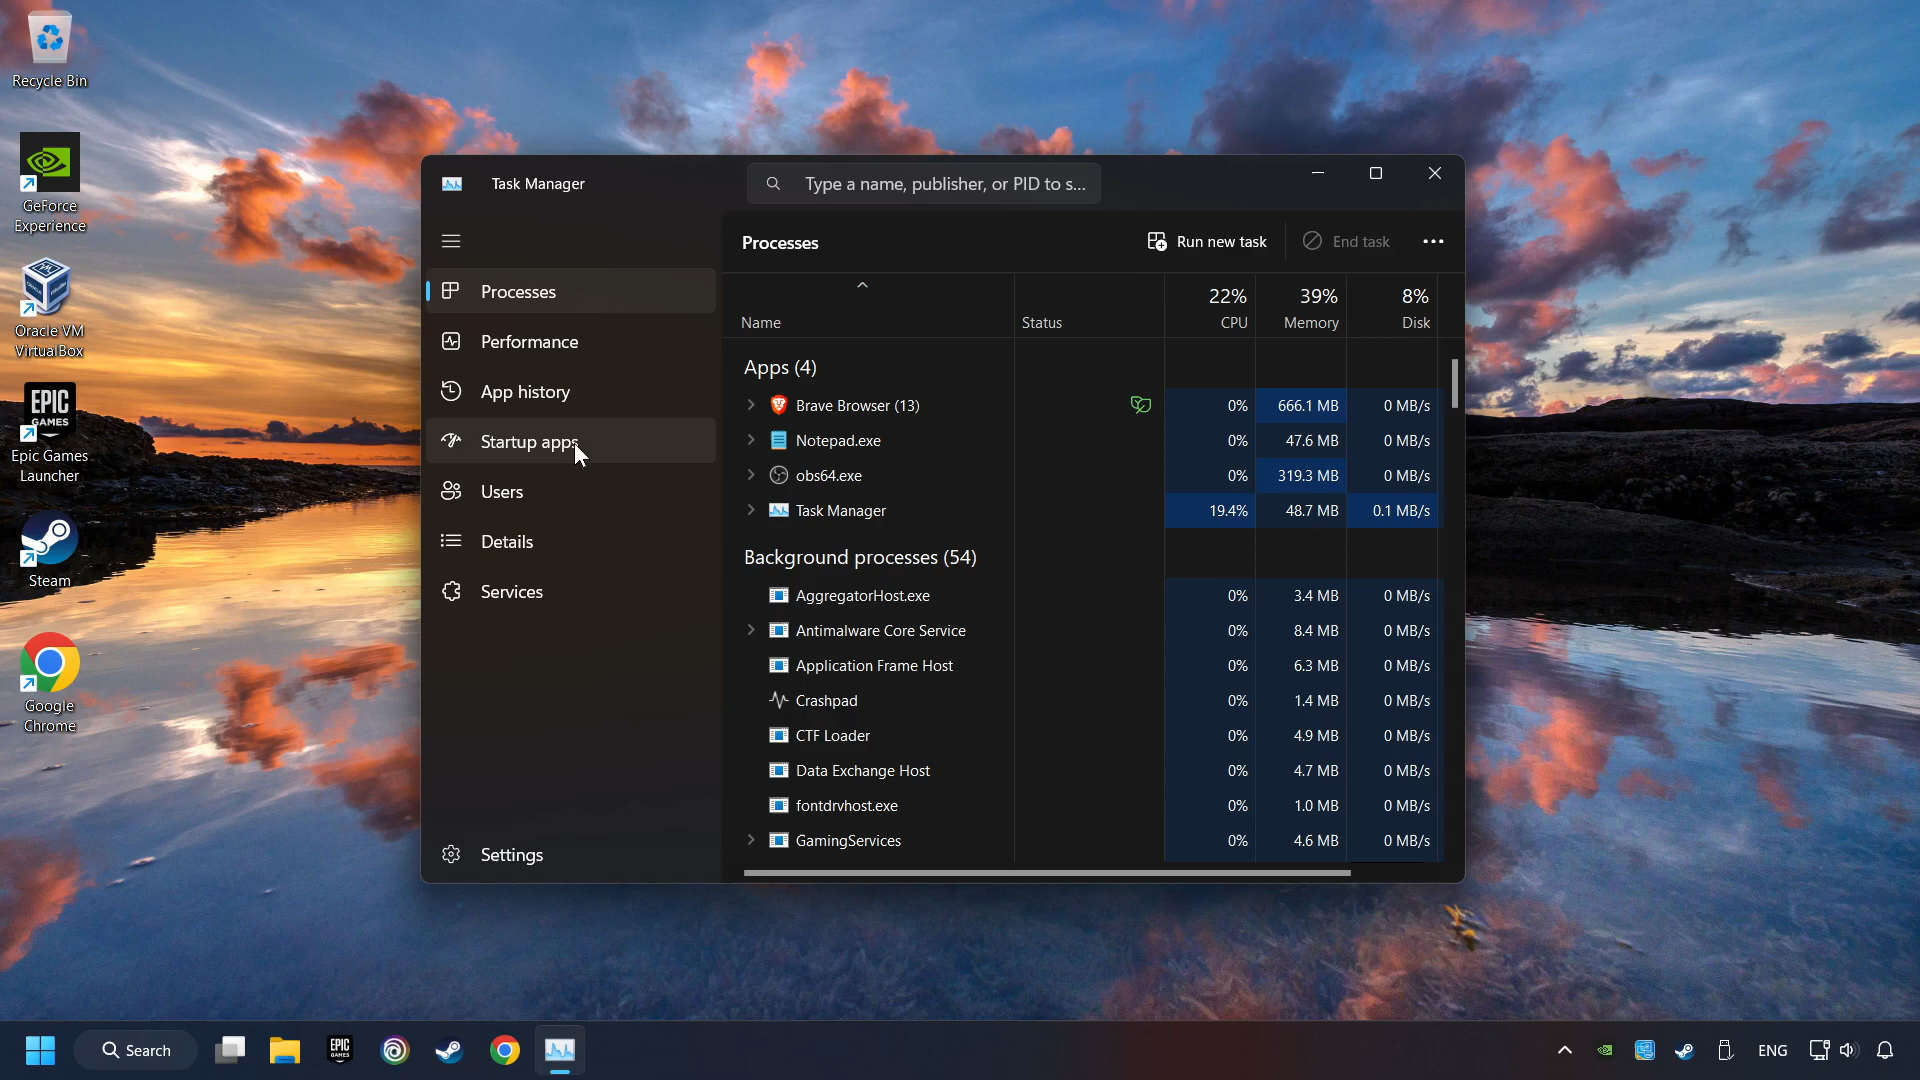 Recycle Bin
GeForce
Experience
Oracle VM
VirtualBox
EPIC
GAMES
Epic Games
Launcher
Steam
Google
Chrome
Task Manager
Type a name, publisher, or PID to s...
Processes
Performance
App history
Startup apps
Users
Details
Services
Settings
Processes
Run new task
End task
22% 39% 8%
Name Status CPU Memory Disk
Apps (4)
Brave Browser (13) 0% 666.1 MB 0 MB/s
Notepad.exe 0% 47.6 MB 0 MB/s
obs64.exe 0% 319.3 MB 0 MB/s
Task Manager 19.4% 48.7 MB 0.1 MB/s
Background processes (54)
AggregatorHost.exe 0% 3.4 MB 0 MB/s
Antimalware Core Service 0% 8.4 MB 0 MB/s
Application Frame Host 0% 6.3 MB 0 MB/s
Crashpad 0% 1.4 MB 0 MB/s
CTF Loader 0% 4.9 MB 0 MB/s
Data Exchange Host 0% 4.7 MB 0 MB/s
fontdrvhost.exe 0% 1.0 MB 0 MB/s
GamingServices 0% 4.6 MB 0 MB/s
Search
EPIC
GAMES
ENG